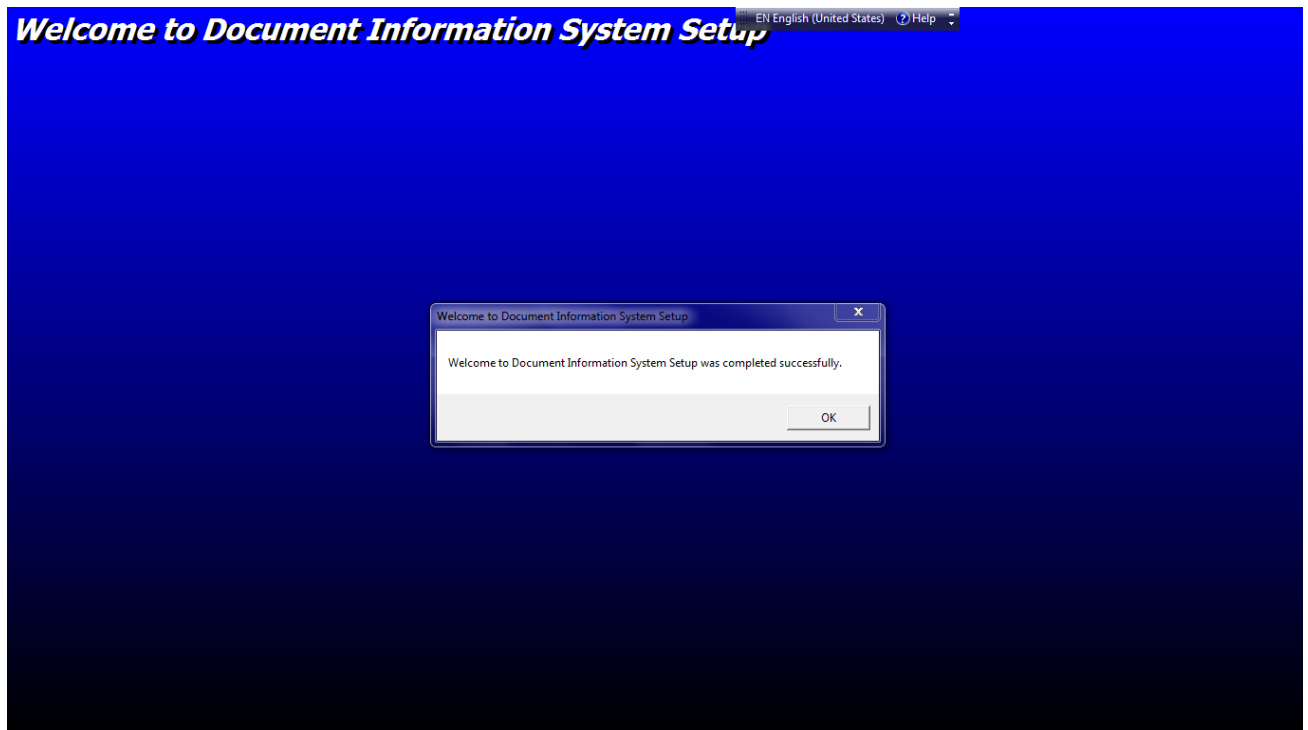 Welcome to Document Information System Setup
EN English (United States) ? Help
Welcome to Document Information System Setup
x
Welcome to Document Information System Setup was completed successfully.
OK